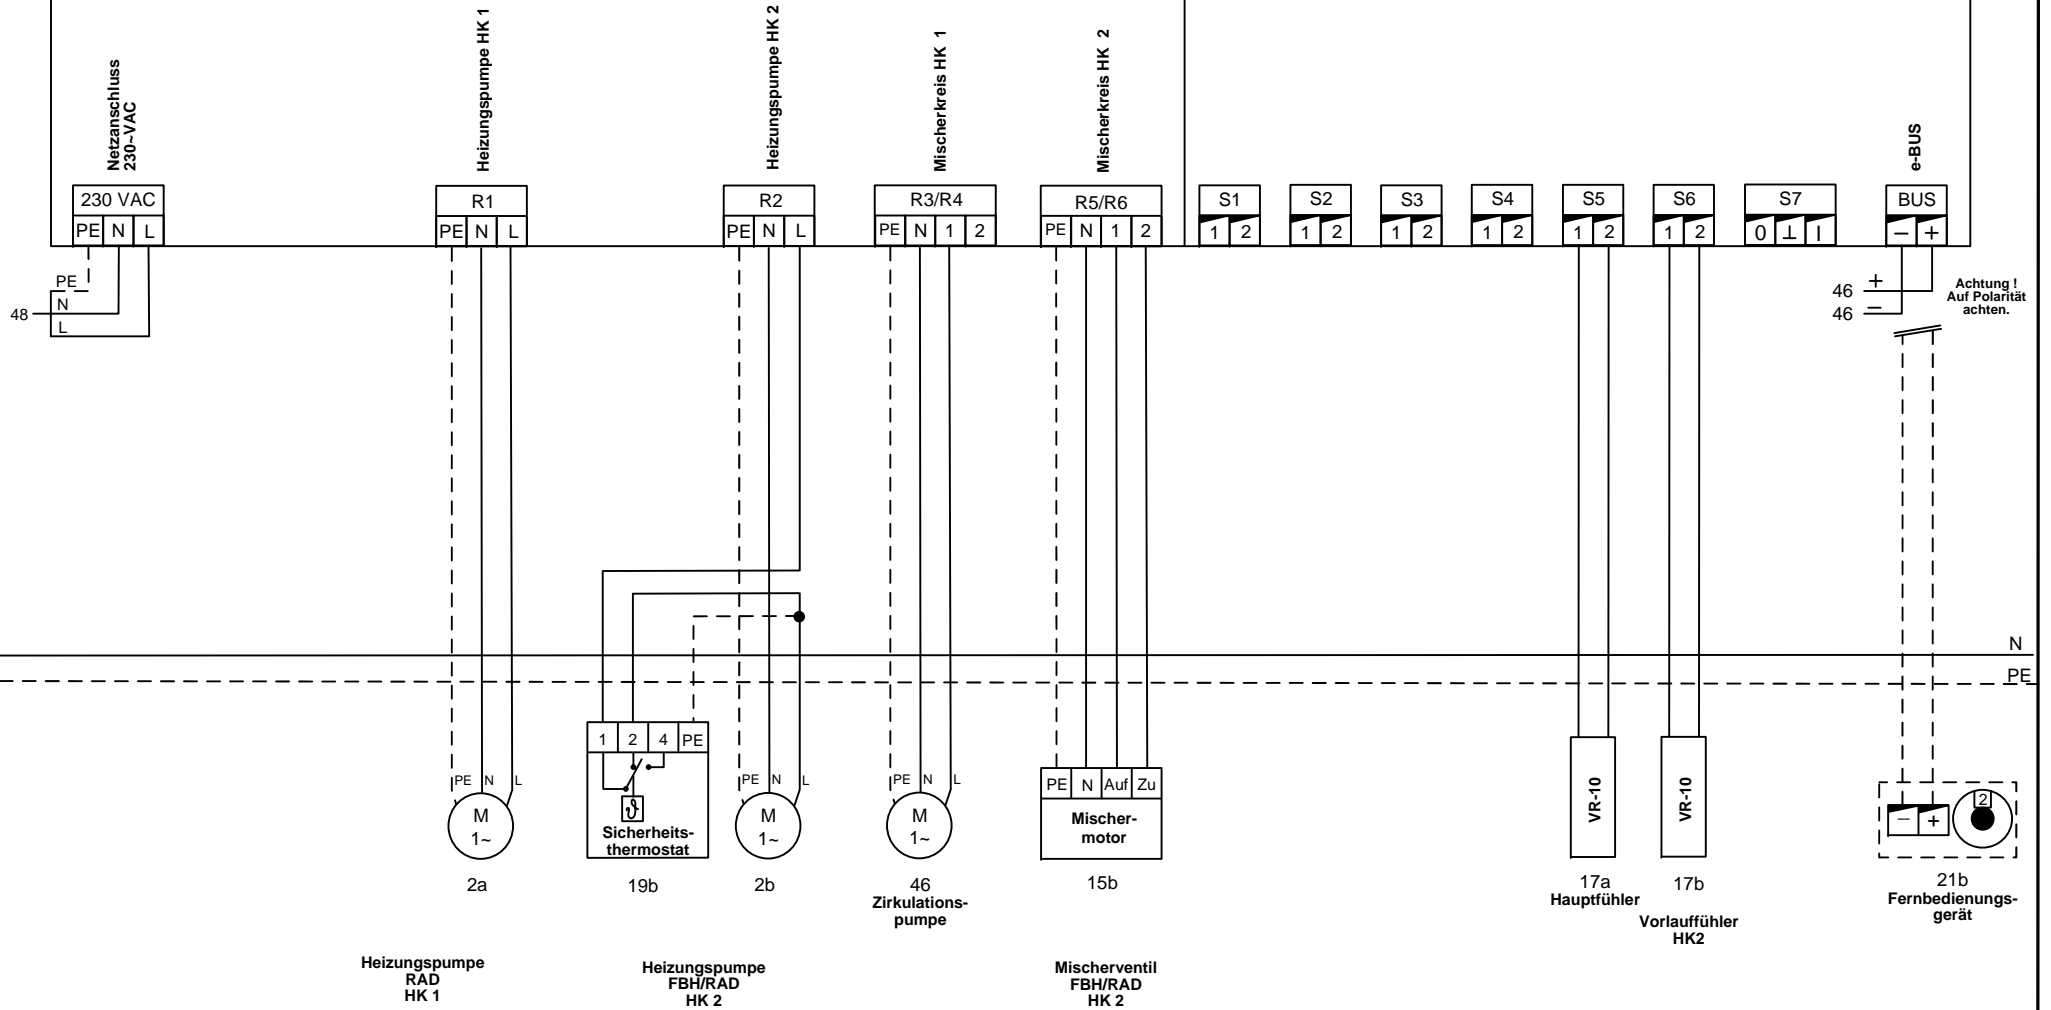 Netzanschluss
230~VAC
Heizungspumpe HK 1
Heizungspumpe HK 2
Mischerkreis HK 1
Mischerkreis HK 2
e-BUS
230 VAC
R1
R2
R3/R4
R5/R6
S1
S2
S3
S4
S5
S6
S7
BUS
PE N L
PE N L
PE N L
PE N 1 2
PE N 1 2
1 2
1 2
1 2
1 2
1 2
1 2
0 ⊥ I
− +
PE
N
L
48
46 +
46 −
Achtung !
Auf Polarität
achten.
N
PE
1 2 4 PE
ϑ
Sicherheits-
thermostat
19b
PE N L
M
1~
2a
PE N L
M
1~
2b
PE N L
M
1~
46
Zirkulations-
pumpe
PE N Auf Zu
Mischer-
motor
15b
VR-10
17a
Hauptfühler
VR-10
17b
Vorlauffühler
HK2
− +
2
21b
Fernbedienungs-
gerät
Heizungspumpe
RAD
HK 1
Heizungspumpe
FBH/RAD
HK 2
Mischerventil
FBH/RAD
HK 2